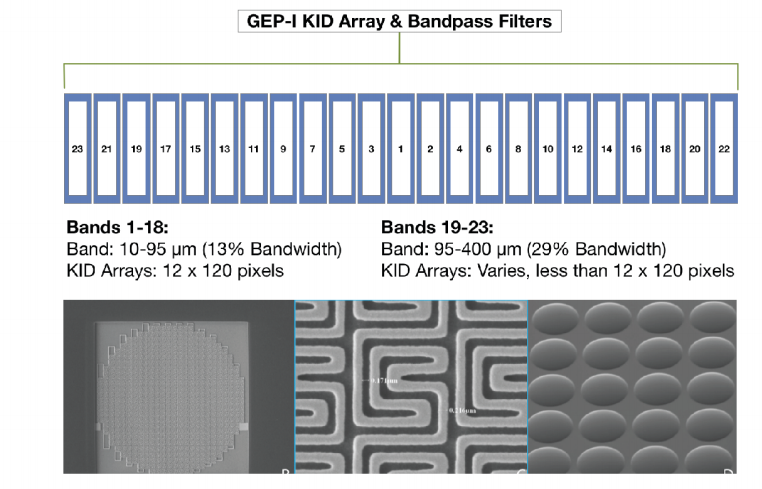 GEP-I KID Array & Bandpass Filters
23 21 19 17 15 13 11 9 7 5 3 1 2 4 6 8 10 12 14 16 18 20 22
Bands 1-18:
Band: 10-95 μm (13% Bandwidth)
KID Arrays: 12 x 120 pixels
Bands 19-23:
Band: 95-400 μm (29% Bandwidth)
KID Arrays: Varies, less than 12 x 120 pixels